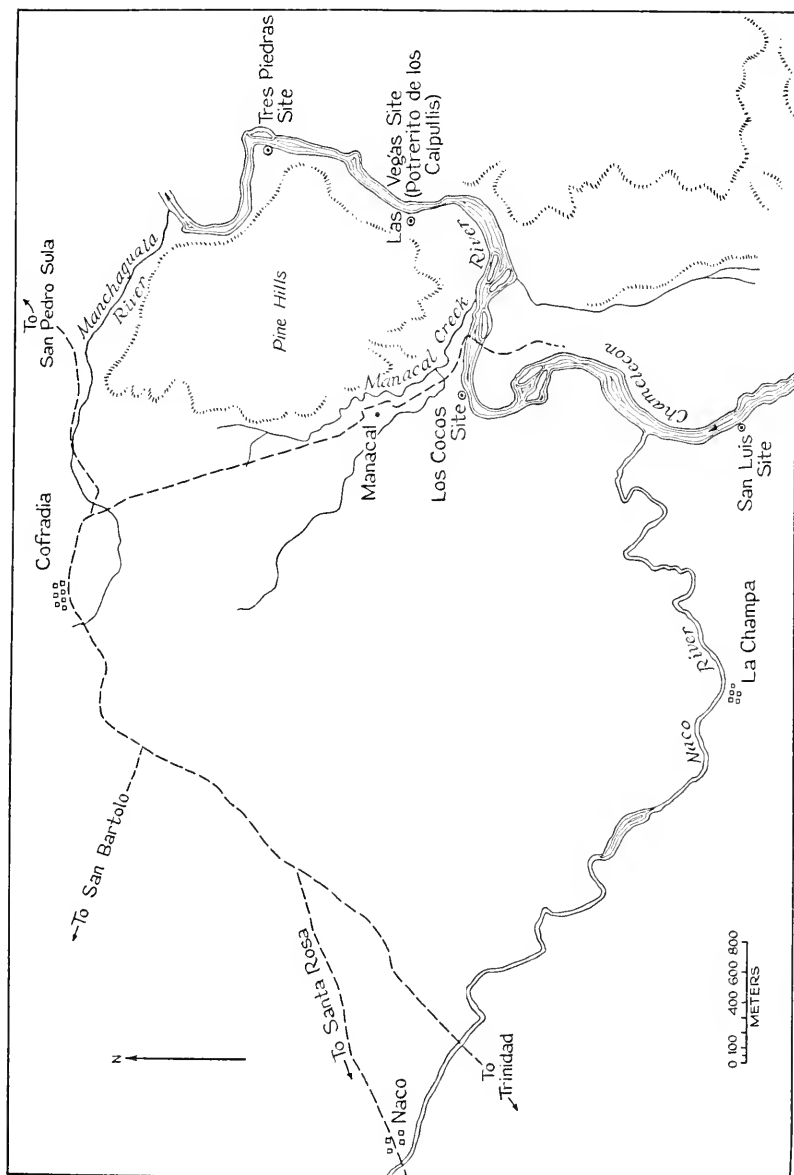 To
San Pedro Sula
Manchaguala
River
Tres Piedras
Site
Cofradia
Pine Hills
To San Bartolo
Las Vegas Site
(Potrerito de los
Calpullis)
Manacal Creek
River
Manacal
Los Cocos
Site
Chamelecon
N
To Santa Rosa
Naco
To
Trinidad
San Luis
Site
Naco River
La Champa
0 100 400 600 800
METERS